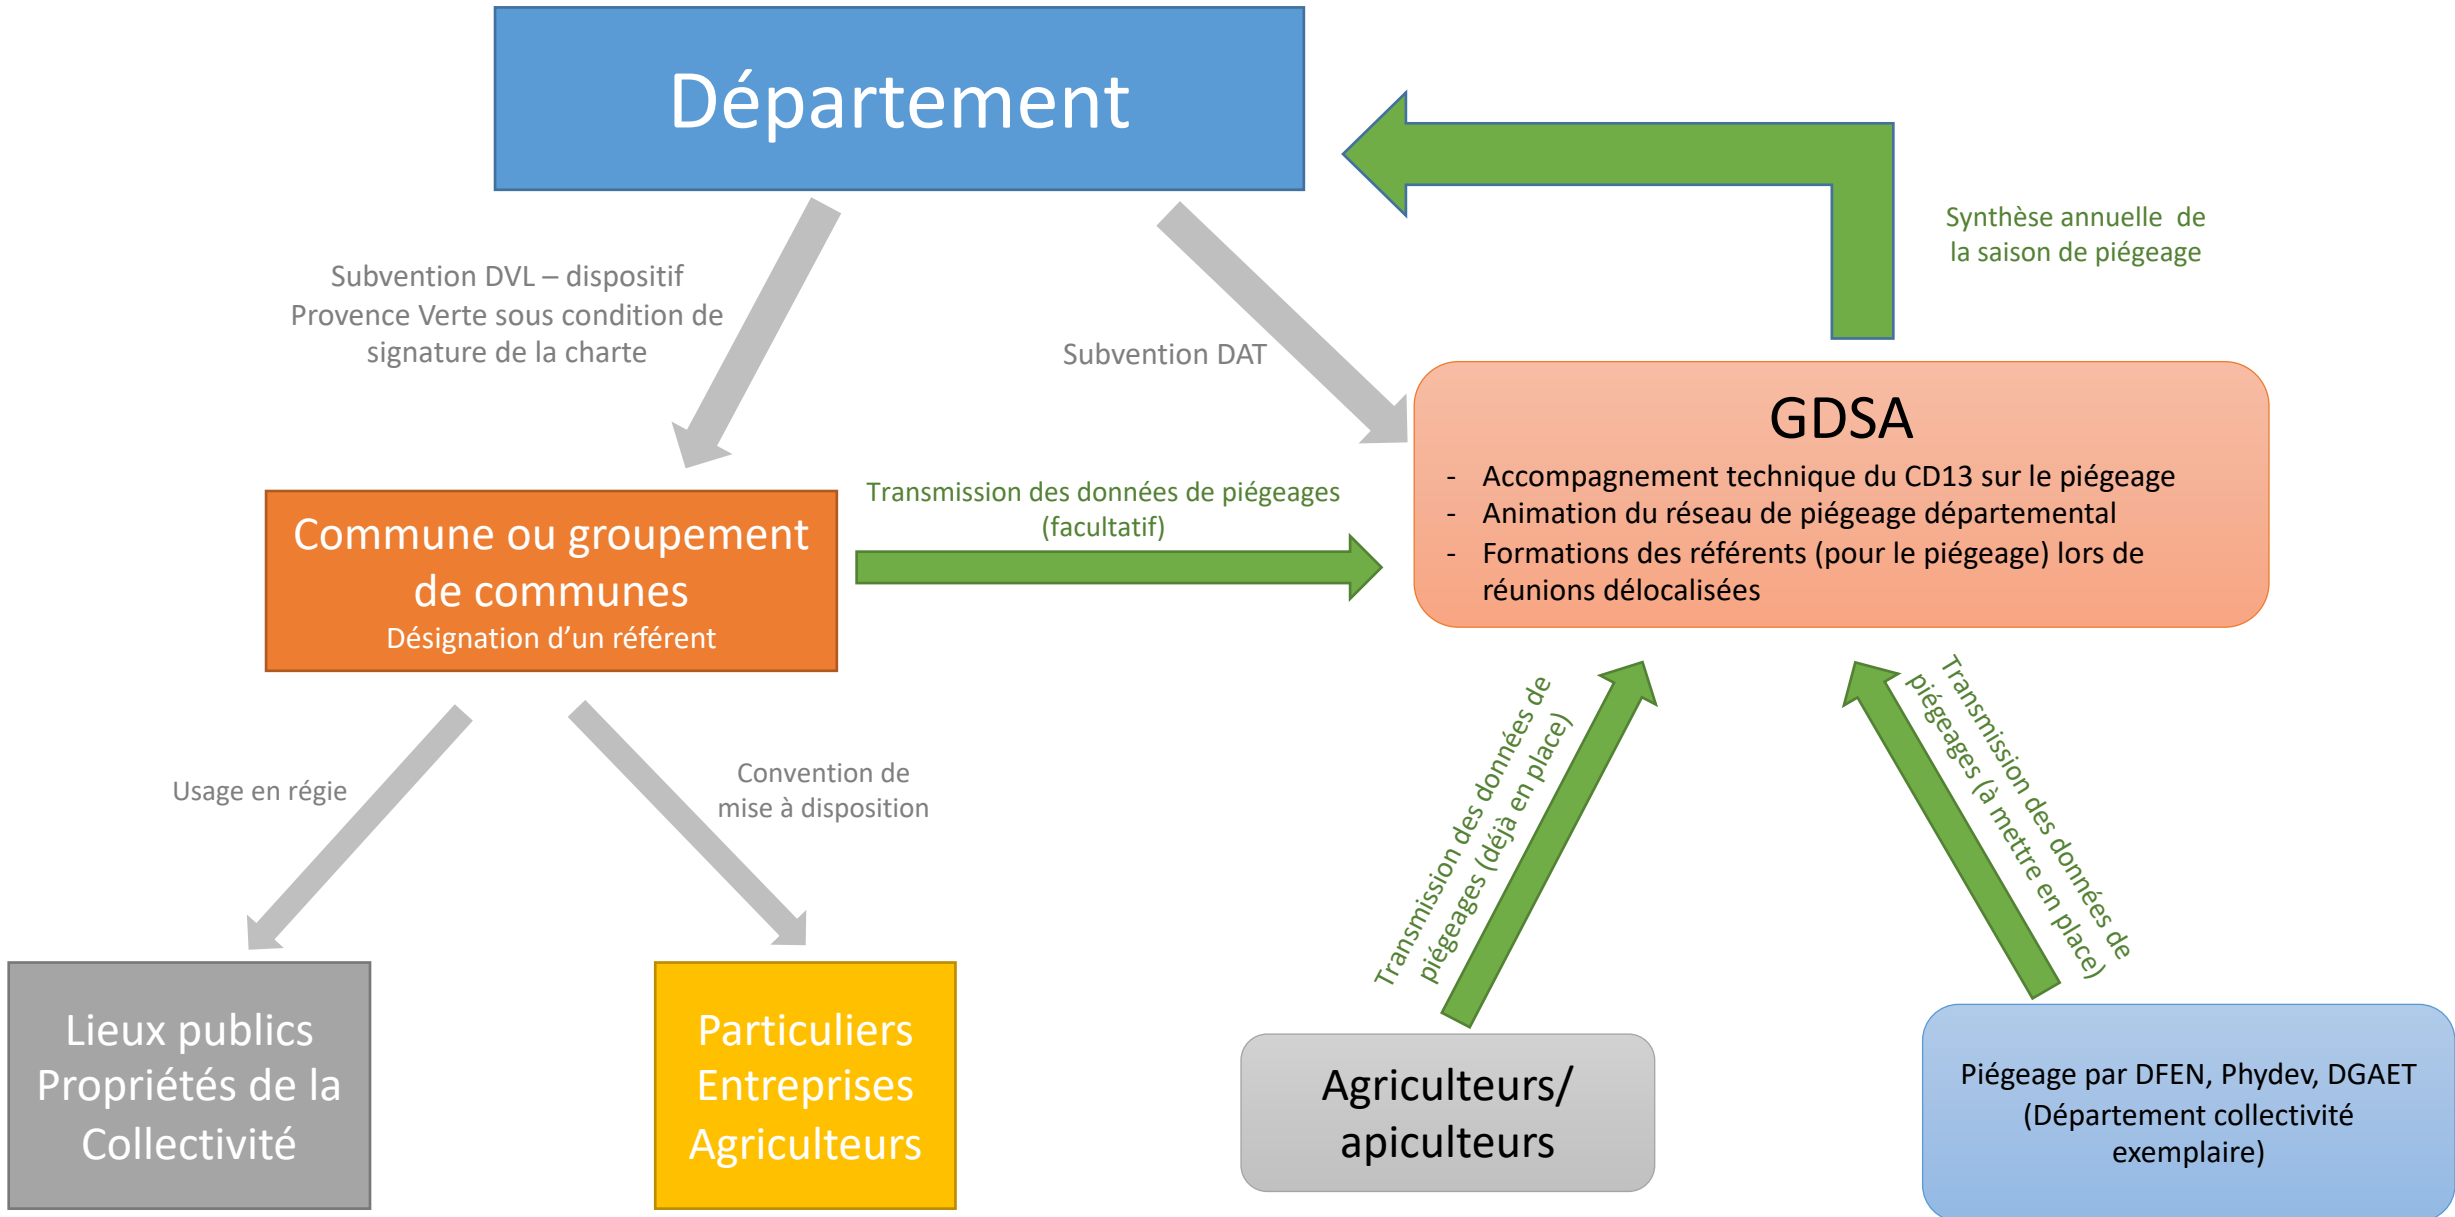 Département
Synthèse annuelle de
la saison de piégeage
Subvention DVL – dispositif
Provence Verte sous condition de
signature de la charte
Subvention DAT
GDSA
- Accompagnement technique du CD13 sur le piégeage
- Animation du réseau de piégeage départemental
- Formations des référents (pour le piégeage) lors de
réunions délocalisées
Transmission des données de piégeages
(facultatif)
Commune ou groupement
de communes
Désignation d’un référent
Usage en régie
Convention de
mise à disposition
Transmission des données de
piégeages (déjà en place)
Transmission des données de
piégeages (à mettre en place)
Lieux publics
Propriétés de la
Collectivité
Particuliers
Entreprises
Agriculteurs
Agriculteurs/
apiculteurs
Piégeage par DFEN, Phydev, DGAET
(Département collectivité
exemplaire)